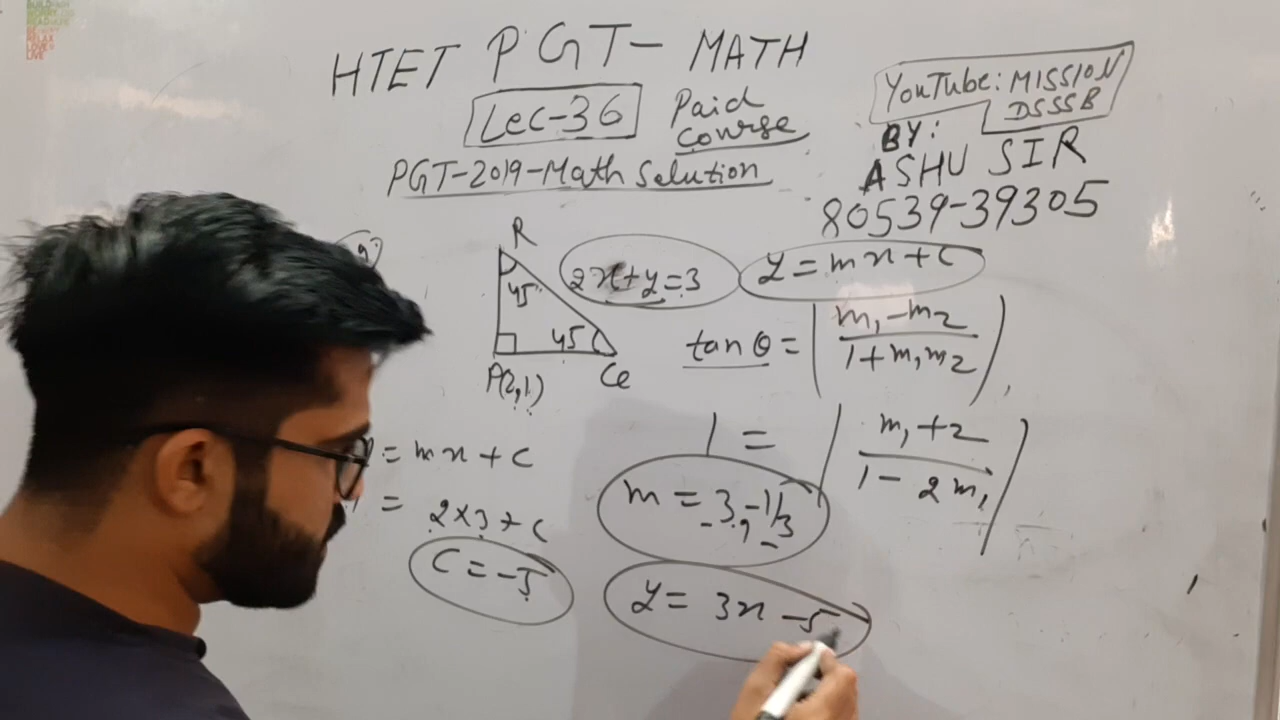 HTET PGT- MATH
Lec-36
Paid
course
PGT-2019-Math Solution
YouTube: MISSION
DSSSB
BY:
ASHU SIR
80539-39305
R
45°
45
P(2,1)
Q
2x+y=3
y=mx+c
tan θ = | m₁-m₂ / 1+m₁m₂ |
= mx+c
1 = | m₁+2 / 1-2m₁ |
1 = 2×3+c
m = 3, -1/3
c = -5
y = 3x -5